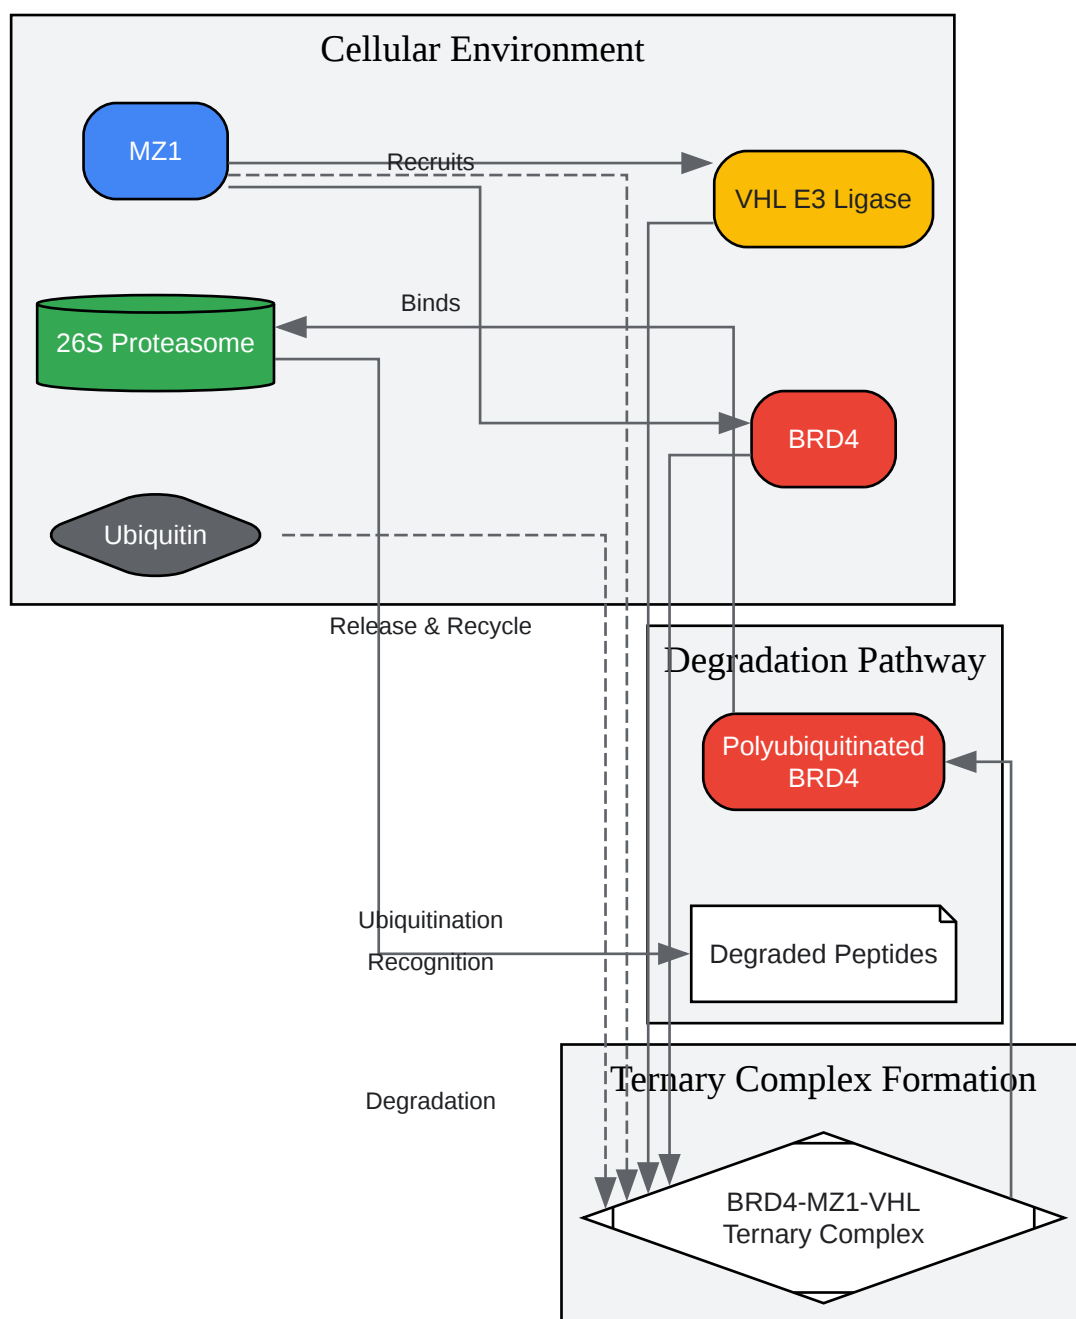 Cellular Environment
MZ1
Recruits
VHL E3 Ligase
Binds
26S Proteasome
BRD4
Ubiquitin
Release & Recycle
Degradation Pathway
Polyubiquitinated
BRD4
Ubiquitination
Degraded Peptides
Recognition
Ternary Complex Formation
Degradation
BRD4-MZ1-VHL
Ternary Complex